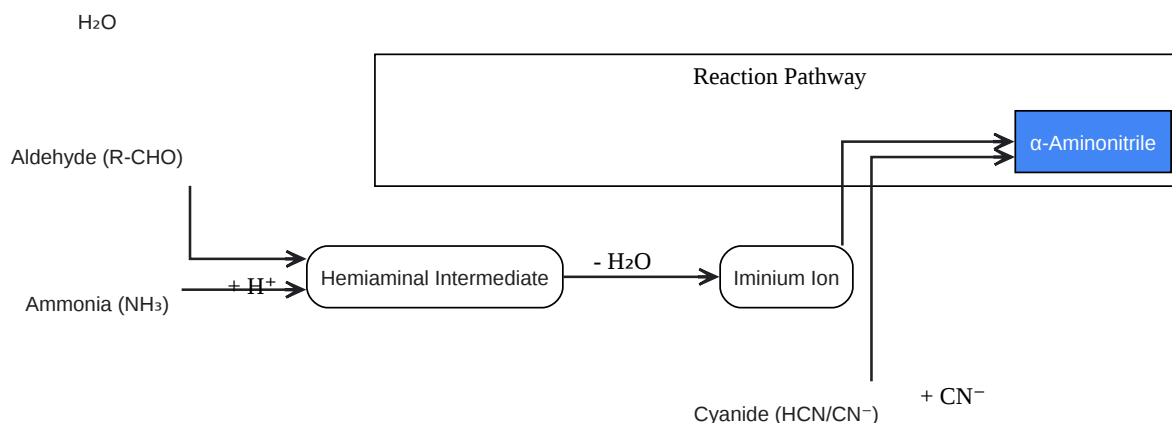 H₂O
Reaction Pathway
α-Aminonitrile
Aldehyde (R-CHO)
Hemiaminal Intermediate
- H₂O
Iminium Ion
+ H⁺
Ammonia (NH₃)
+ CN⁻
Cyanide (HCN/CN⁻)